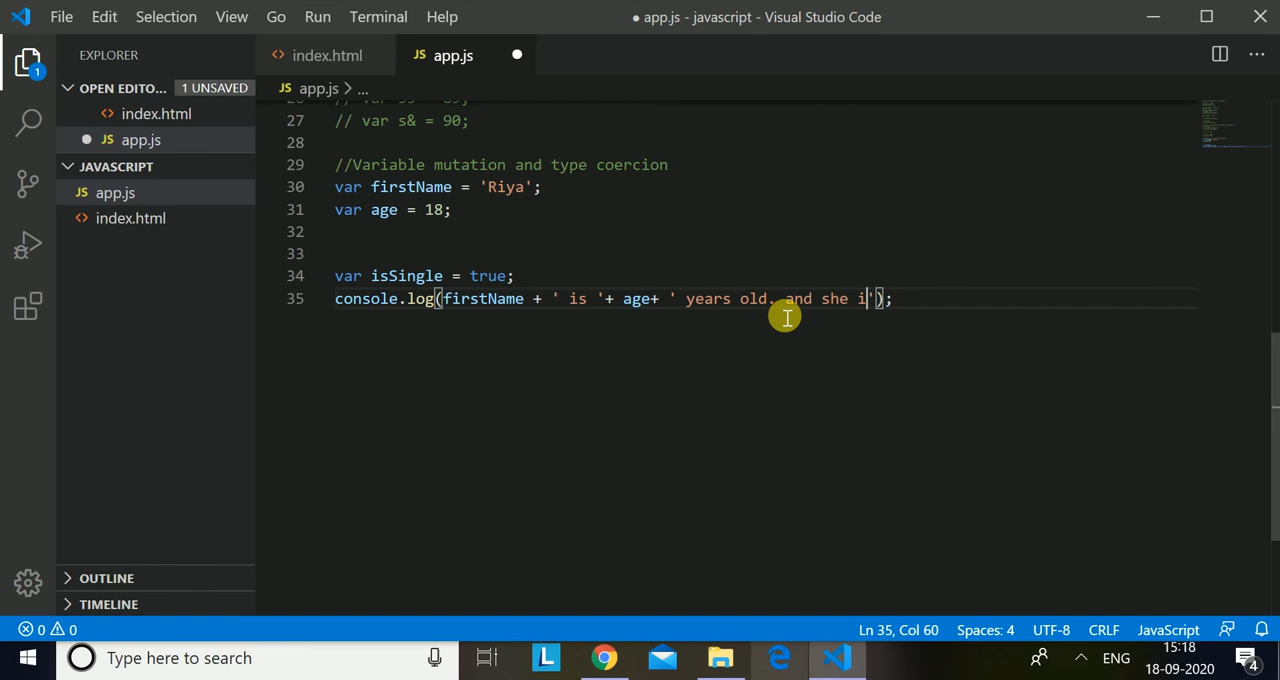 File Edit Selection View Go Run Terminal Help ● app.js - javascript - Visual Studio Code
EXPLORER
OPEN EDITO... 1 UNSAVED
index.html
JS app.js
JAVASCRIPT
JS app.js
index.html
OUTLINE
TIMELINE
index.html JS app.js
JS app.js > ...
27 // var s& = 90;
28
29 //Variable mutation and type coercion
30 var firstName = 'Riya';
31 var age = 18;
32
33
34 var isSingle = true;
35 console.log(firstName + ' is '+ age+ ' years old. and she i');
1
0 0 Ln 35, Col 60 Spaces: 4 UTF-8 CRLF JavaScript
Type here to search L ENG 15:18
18-09-2020 4